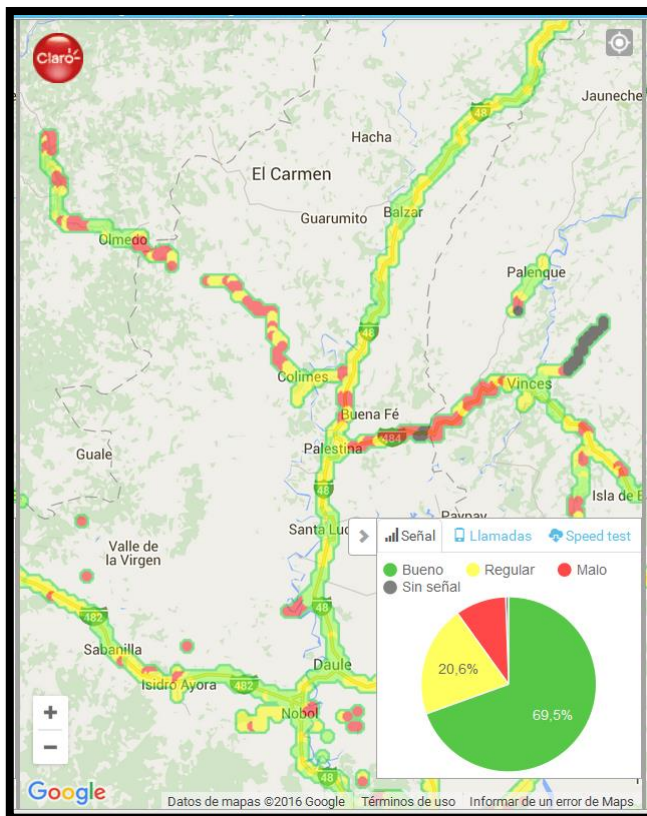 Claro-
48
Jauneche
Hacha
El Carmen
Guarumito
Balzar
Olmedo
Palenque
48
Colimes
Vinces
Buena Fé
484
Palestina
Guale
48
Isla de B
Santa Luc
Paynay
Señal
Llamadas
Speed test
Valle de
la Virgen
Bueno
Regular
Malo
Sin señal
482
48
Sabanilla
20,6%
Daule
Isidro Ayora
482
69,5%
Nobol
+
−
48
Google
Datos de mapas ©2016 Google
Términos de uso
Informar de un error de Maps